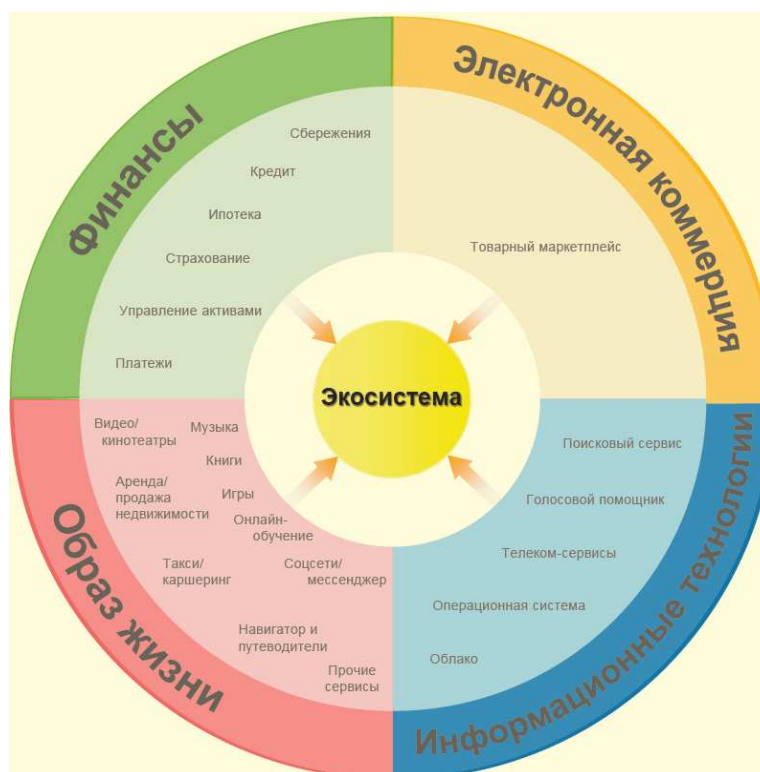 Финансы
Сбережения
Кредит
Ипотека
Страхование
Управление активами
Платежи
Электронная коммерция
Товарный маркетплейс
Экосистема
Образ жизни
Видео/
кинотеатры
Музыка
Книги
Аренда/
продажа
недвижимости
Игры
Онлайн-
обучение
Такси/
каршеринг
Соцсети/
мессенджер
Навигатор и
путеводители
Прочие
сервисы
Информационные технологии
Поисковый сервис
Голосовой помощник
Телеком-сервисы
Операционная система
Облако